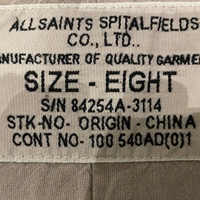 ALLSAINTS SPITALFIELDS
CO., LTD..
MANUFACTURER OF QUALITY GARMEN
SIZE - EIGHT
S/N 84254A-3114
STK-NO- ORIGIN - CHINA
CONT NO- 100 540AD(0)1